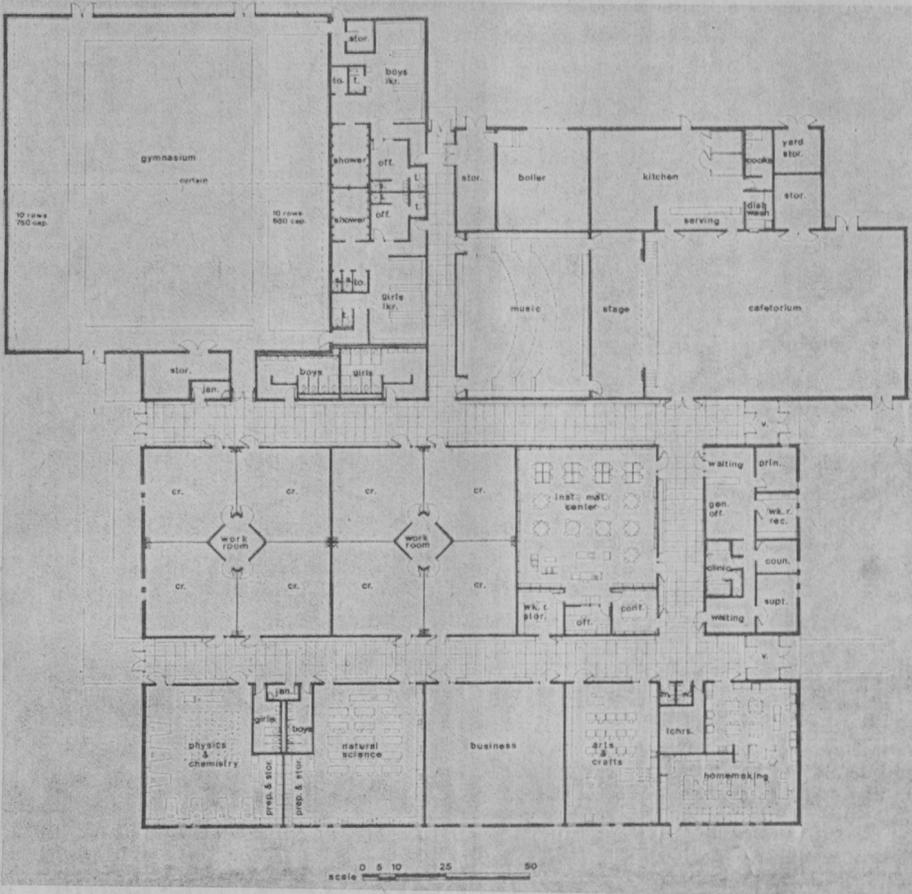 stor.
boys
lkr.
to.
t.
gymnasium
curtain
10 rows
750 cap.
10 rows
shower
off.
t.
s.
s.
shower
off.
t.
s.
s.
to.
girls
lkr.
t.
stor.
boiler
kitchen
cooks
yard
stor.
stor.
dish
wash
serving
music
stage
cafetorium
stor.
jan.
boys
girls
v.
cr.
cr.
cr.
cr.
work
room
work
room
cr.
cr.
cr.
cr.
inst. mat.
center
wk. r.
stor.
off.
conf.
waiting
prin.
gen.
off.
wk. r.
rec.
clinic
coun.
waiting
supt.
v.
jan.
girls
boys
physics
&
chemistry
prep. & stor.
prep. & stor.
natural
science
business
arts
&
crafts
tchrs.
homemaking
scale 0 5 10 25 50